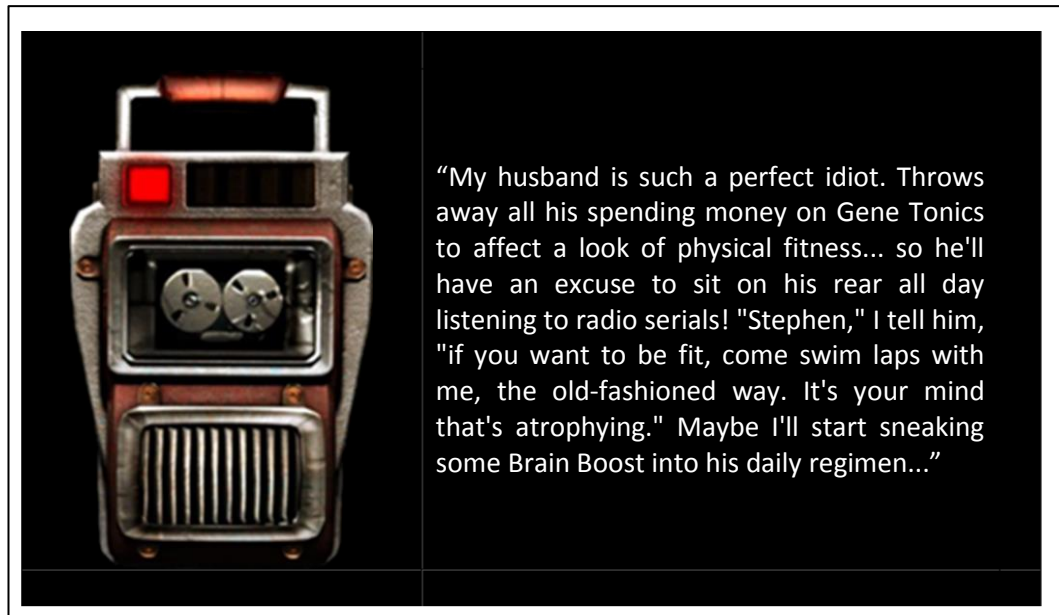 “My husband is such a perfect idiot. Throws
away all his spending money on Gene Tonics
to affect a look of physical fitness... so he'll
have an excuse to sit on his rear all day
listening to radio serials! "Stephen," I tell him,
"if you want to be fit, come swim laps with
me, the old-fashioned way. It's your mind
that's atrophying." Maybe I'll start sneaking
some Brain Boost into his daily regimen...”